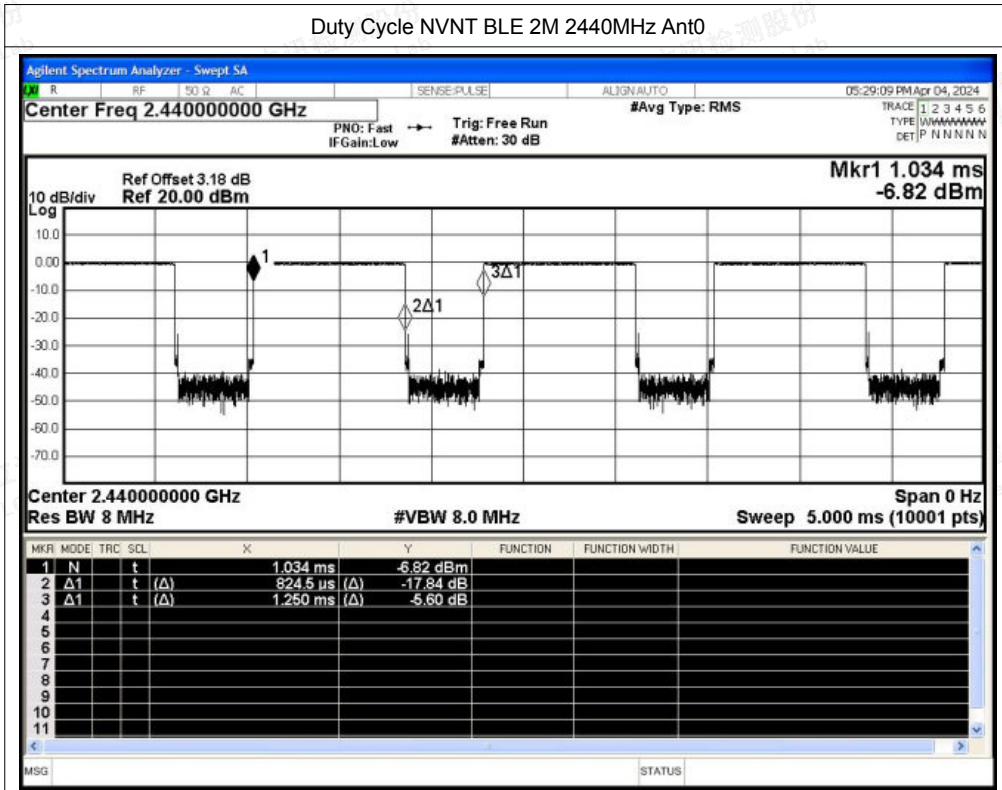 Duty Cycle NVNT BLE 2M 2440MHz Ant0
Agilent Spectrum Analyzer - Swept SA
LXI R RF 50 Ω AC SENSE:PULSE ALIGN AUTO 05:29:09 PM Apr 04, 2024
Center Freq 2.440000000 GHz #Avg Type: RMS TRACE 1 2 3 4 5 6
PNO: Fast Trig: Free Run TYPE
IFGain:Low #Atten: 30 dB DET P N N N N N
Mkr1 1.034 ms
Ref Offset 3.18 dB
10 dB/div Ref 20.00 dBm -6.82 dBm
Log
10.0
0.00
-10.0
-20.0
-30.0
-40.0
-50.0
-60.0
-70.0
1
2Δ1
3Δ1
Center 2.440000000 GHz Span 0 Hz
Res BW 8 MHz #VBW 8.0 MHz Sweep 5.000 ms (10001 pts)
MKR MODE TRC SCL X Y FUNCTION FUNCTION WIDTH FUNCTION VALUE
1 N t 1.034 ms -6.82 dBm
2 Δ1 t (Δ) 824.5 µs (Δ) -17.84 dB
3 Δ1 t (Δ) 1.250 ms (Δ) -5.60 dB
4
5
6
7
8
9
10
11
MSG STATUS